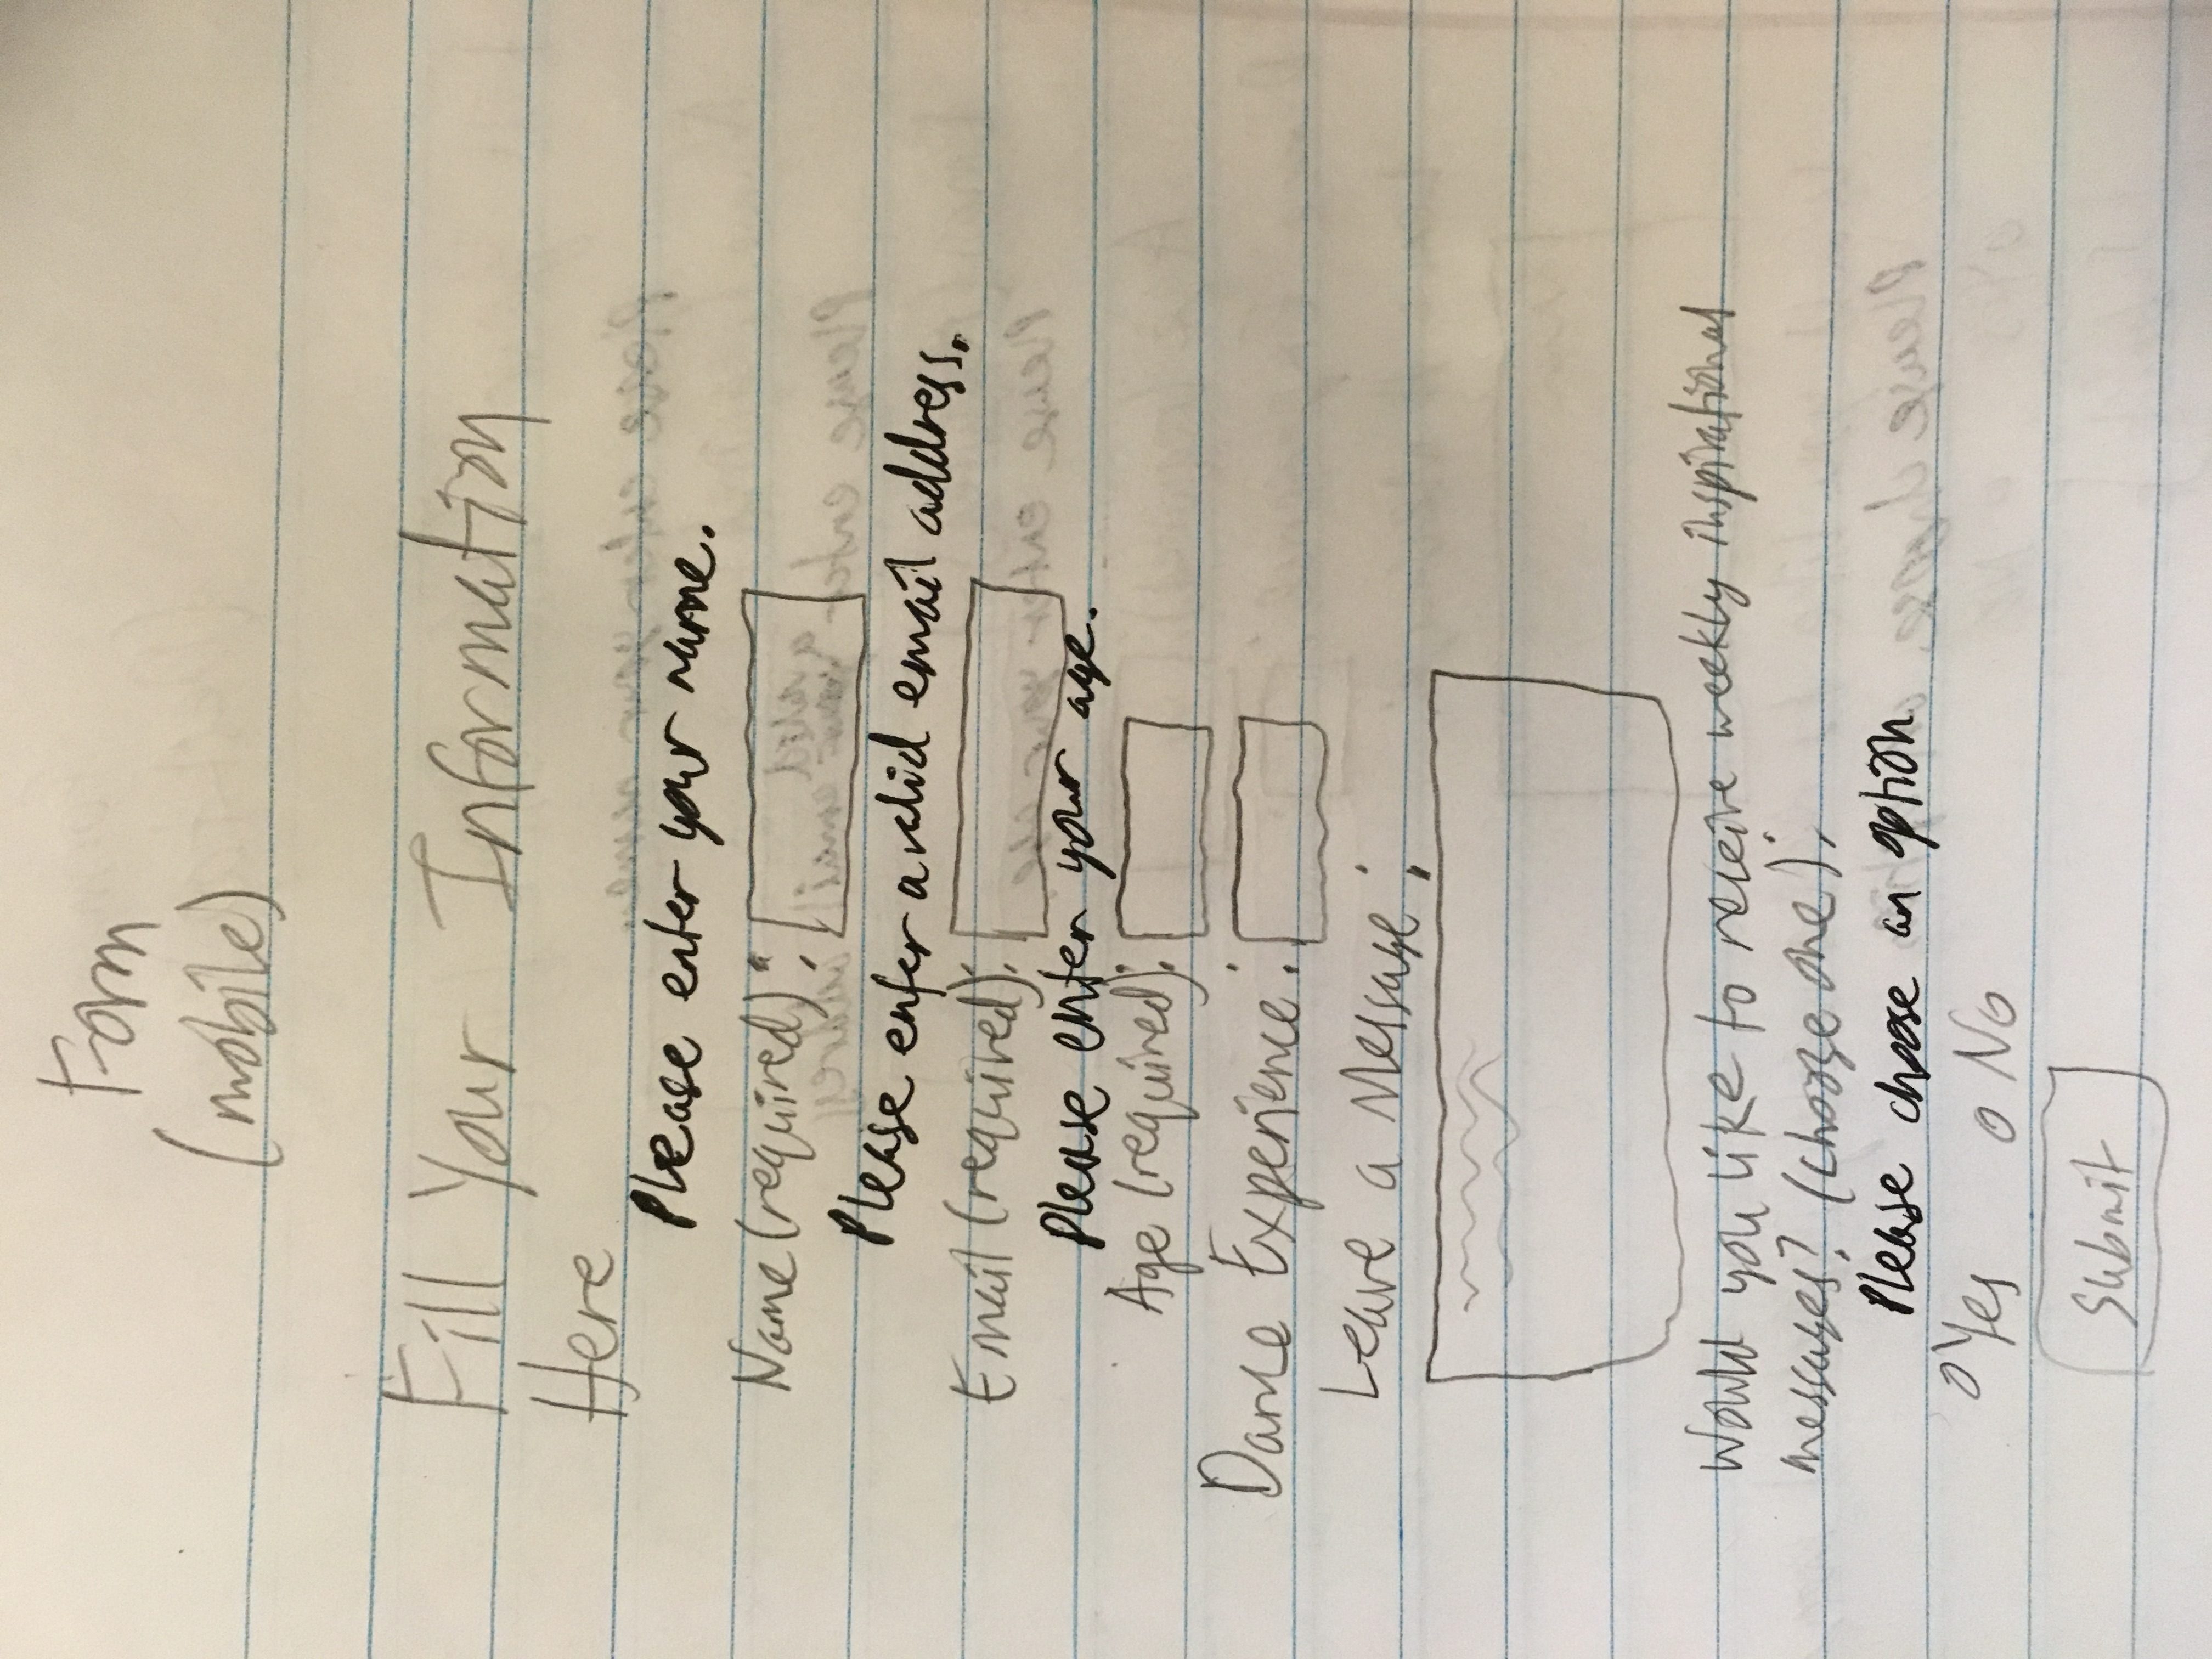 Form
(mobile)
Fill Your Information
Here
Please enter your name.
Name (required):
Please enter a valid email address.
Email (required):
Please enter your age.
Age (required):
Dance Experience:
Leave a Message:
Would you like to receive weekly inspirational
messages? (choose one):
Please choose an option
Yes No
Submit